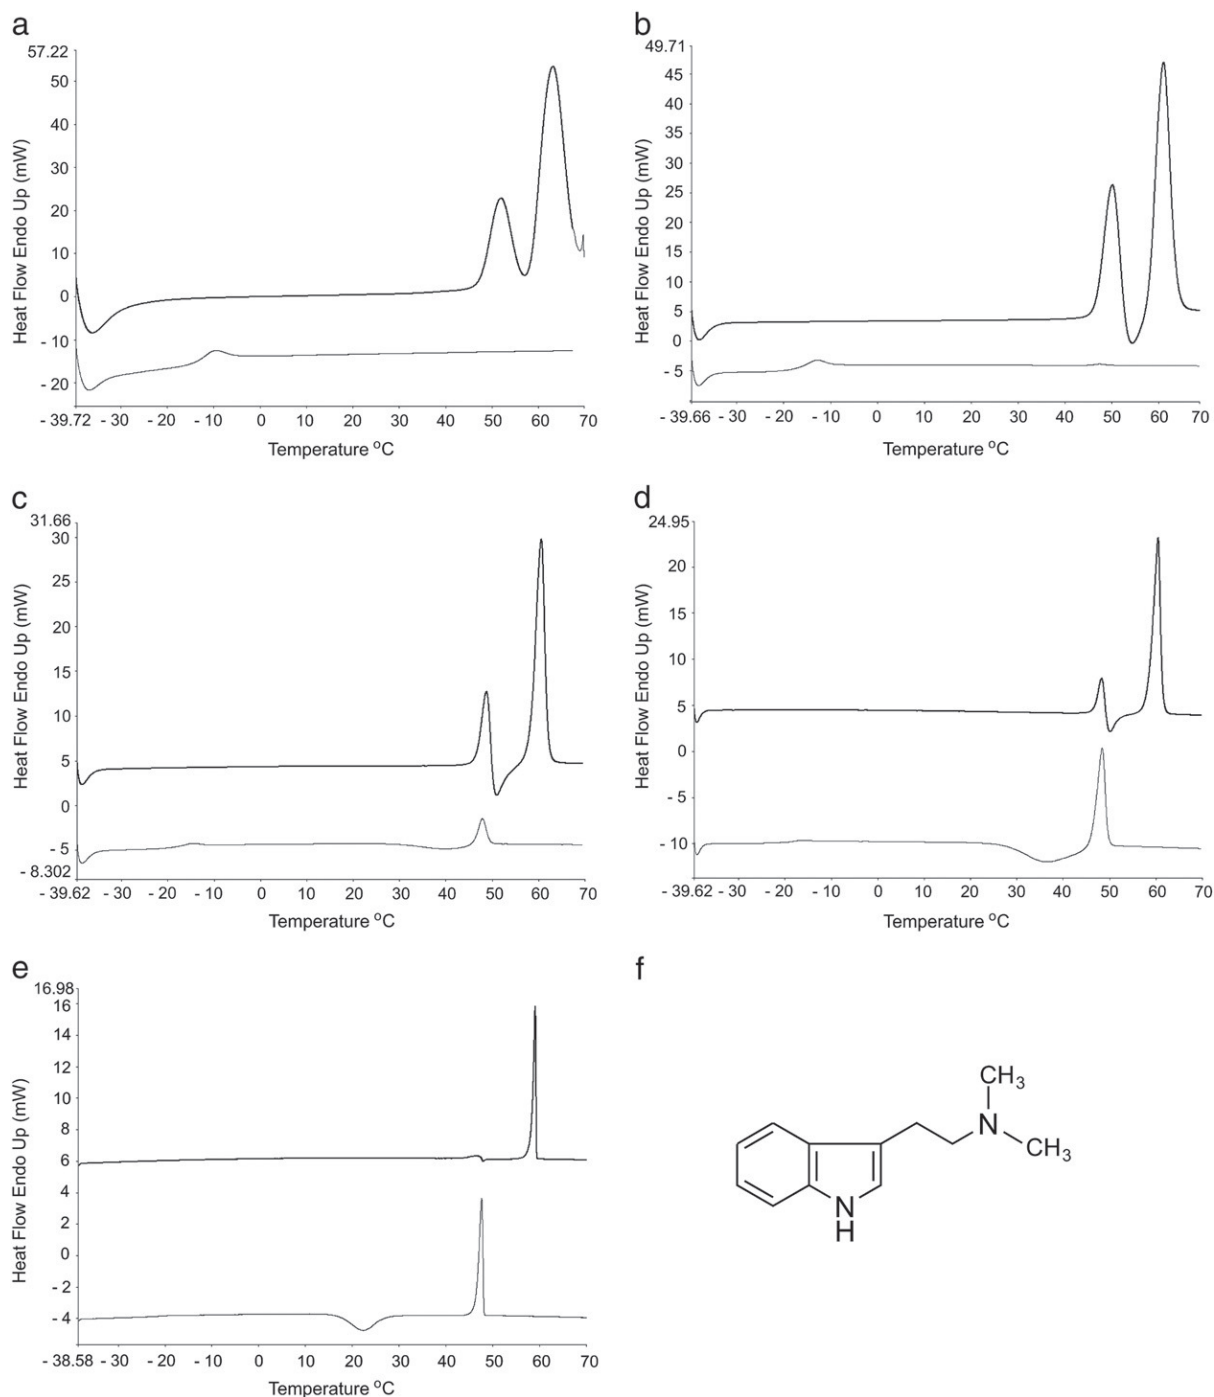 a
57.22
50
40
30
20
10
0
- 10
- 20
Heat Flow Endo Up (mW)
- 39.72 - 30 - 20 - 10 0 10 20 30 40 50 60 70
Temperature °C
b
49.71
45
40
35
30
25
20
15
10
5
0
- 5
Heat Flow Endo Up (mW)
- 39.66 - 30 - 20 - 10 0 10 20 30 40 50 60 70
Temperature °C
c
31.66
30
25
20
15
10
5
0
- 5
- 8.302
Heat Flow Endo Up (mW)
- 39.62 - 30 - 20 - 10 0 10 20 30 40 50 60 70
Temperature °C
d
24.95
20
15
10
5
0
- 5
- 10
Heat Flow Endo Up (mW)
- 39.62 - 30 - 20 - 10 0 10 20 30 40 50 60 70
Temperature °C
e
16.98
16
14
12
10
8
6
4
2
0
- 2
- 4
Heat Flow Endo Up (mW)
- 38.58 - 30 - 20 - 10 0 10 20 30 40 50 60 70
Temperature °C
f
CH₃
N
CH₃
N
H